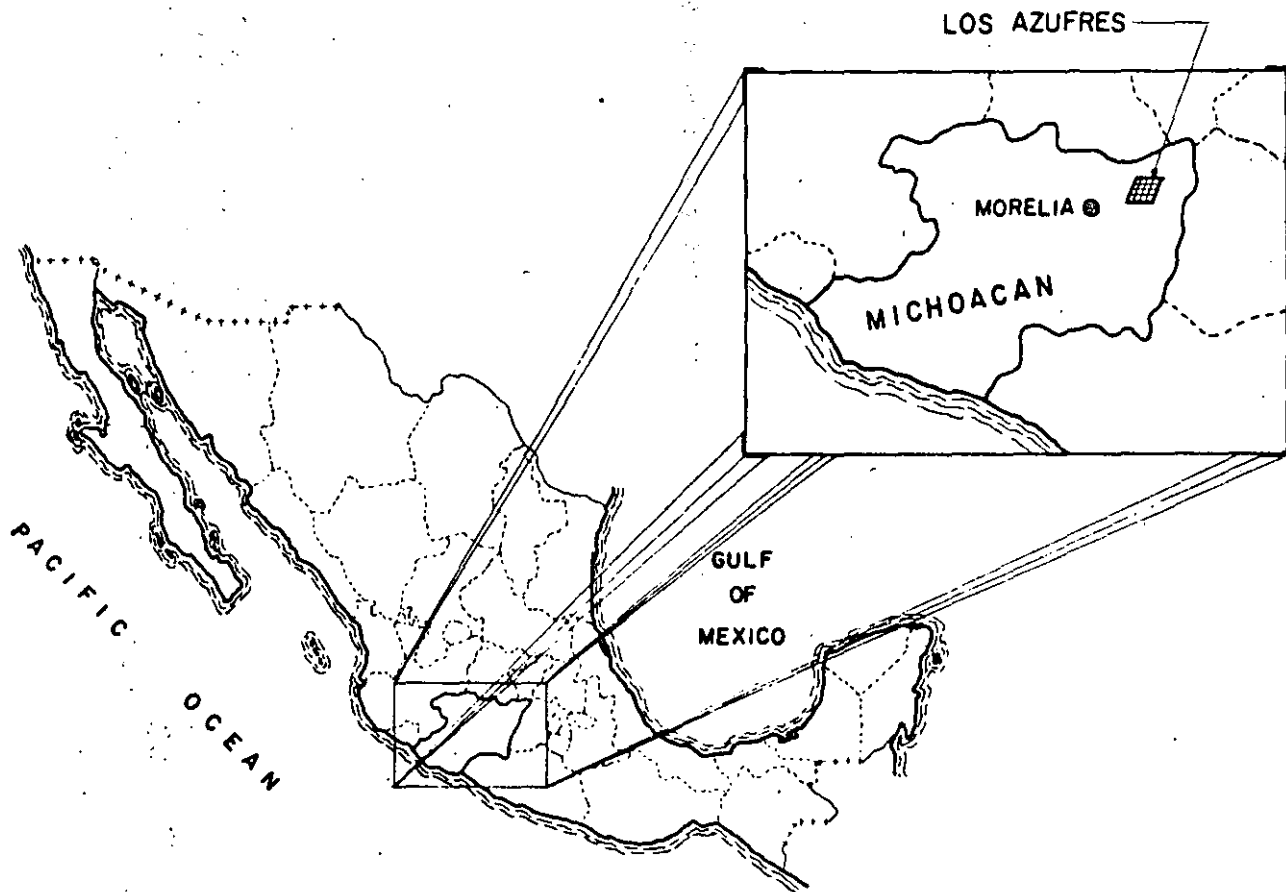 LOS AZUFRES
MORELIA
MICHOACAN
GULF
OF
MEXICO
PACIFIC OCEAN